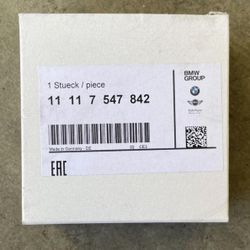 BMW
GROUP
1 Stueck / piece
11 11 7 547 842
Made in Germany - DE
EAC